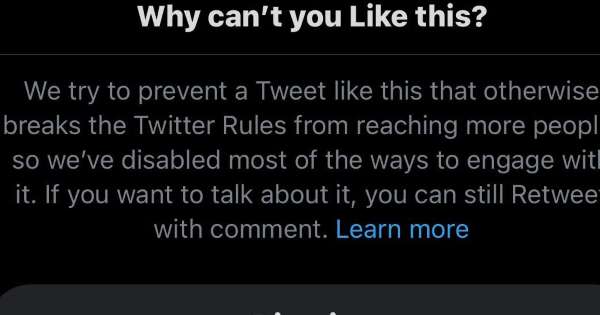 Why can't you Like this?
We try to prevent a Tweet like this that otherwise
breaks the Twitter Rules from reaching more peopl
so we've disabled most of the ways to engage wit
it. If you want to talk about it, you can still Retweet
with comment. Learn more